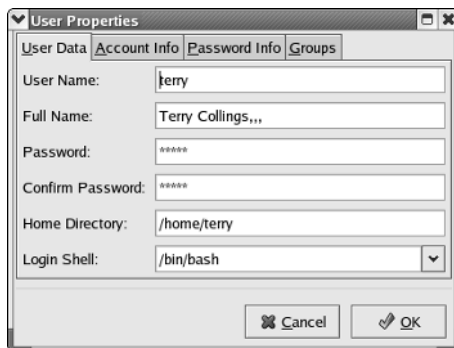 User Properties
User Data Account Info Password Info Groups
User Name: terry
Full Name: Terry Collings,,,
Password: *****
Confirm Password: *****
Home Directory: /home/terry
Login Shell: /bin/bash
Cancel OK